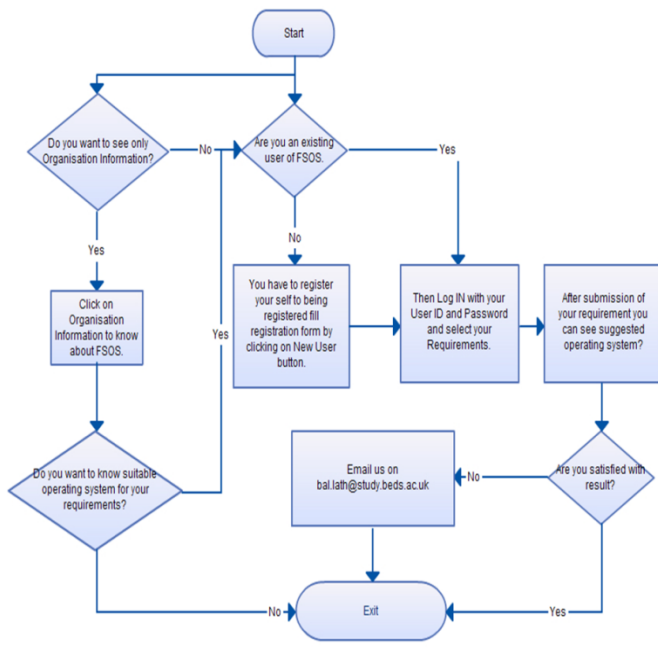 Start
Do you want to see only
Organisation Information?
No
Are you an existing
user of FSOS.
Yes
Yes
No
Click on
Organisation
Information to know
about FSOS.
Yes
You have to register
your self to being
registered fill
registration form by
clicking on New User
button.
Then Log IN with your
User ID and Password
and select your
Requirements.
After submission of
your requirement you
can see suggested
operating system?
Do you want to know suitable
operating system for your
requirements?
Email us on
bal.lath@study.beds.ac.uk
No
Are you satisfied with
result?
No
Exit
Yes